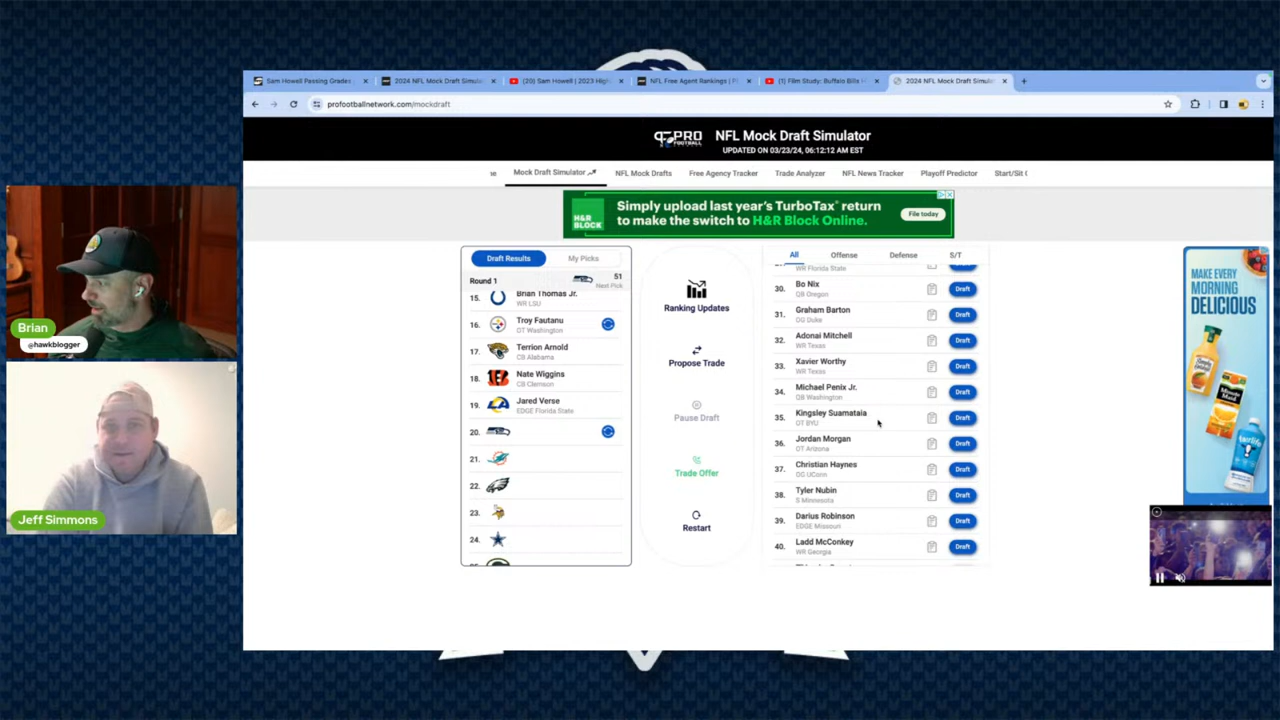 Sam Howell Passing Grades
2024 NFL Mock Draft Simula
(20) Sam Howell | 2023 High
NFL Free Agent Rankings | P
(1) Film Study: Buffalo Bills H
2024 NFL Mock Draft Simula
profootballnetwork.com/mockdraft
PRO
FOOTBALL
NFL Mock Draft Simulator
UPDATED ON 03/23/24, 06:12:12 AM EST
Mock Draft Simulator
NFL Mock Drafts
Free Agency Tracker
Trade Analyzer
NFL News Tracker
Playoff Predictor
Start/Sit
H&R
BLOCK
Simply upload last year's TurboTax return
to make the switch to H&R Block Online.
File today
Draft Results
My Picks
Round 1
51
Next Pick
15. Brian Thomas Jr.
WR LSU
16. Troy Fautanu
OT Washington
17. Terrion Arnold
CB Alabama
18. Nate Wiggins
CB Clemson
19. Jared Verse
EDGE Florida State
20.
21.
22.
23.
24.
Ranking Updates
Propose Trade
Pause Draft
Trade Offer
Restart
All
Offense
Defense
S/T
WR Florida State
30. Bo Nix Draft
QB Oregon
31. Graham Barton Draft
OG Duke
32. Adonai Mitchell Draft
WR Texas
33. Xavier Worthy Draft
WR Texas
34. Michael Penix Jr. Draft
QB Washington
35. Kingsley Suamataia Draft
OT BYU
36. Jordan Morgan Draft
OT Arizona
37. Christian Haynes Draft
OG UConn
38. Tyler Nubin Draft
S Minnesota
39. Darius Robinson Draft
EDGE Missouri
40. Ladd McConkey Draft
WR Georgia
MAKE EVERY
MORNING
DELICIOUS
Brian
@hawkblogger
Jeff Simmons